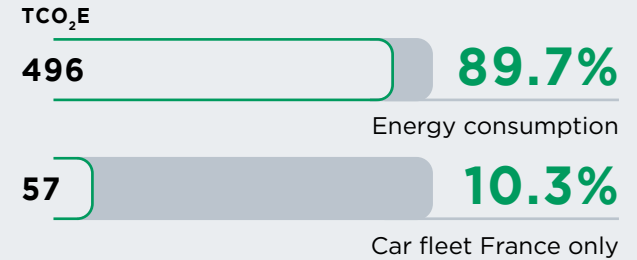 TCO₂E
496
89.7%
Energy consumption
57
10.3%
Car fleet France only